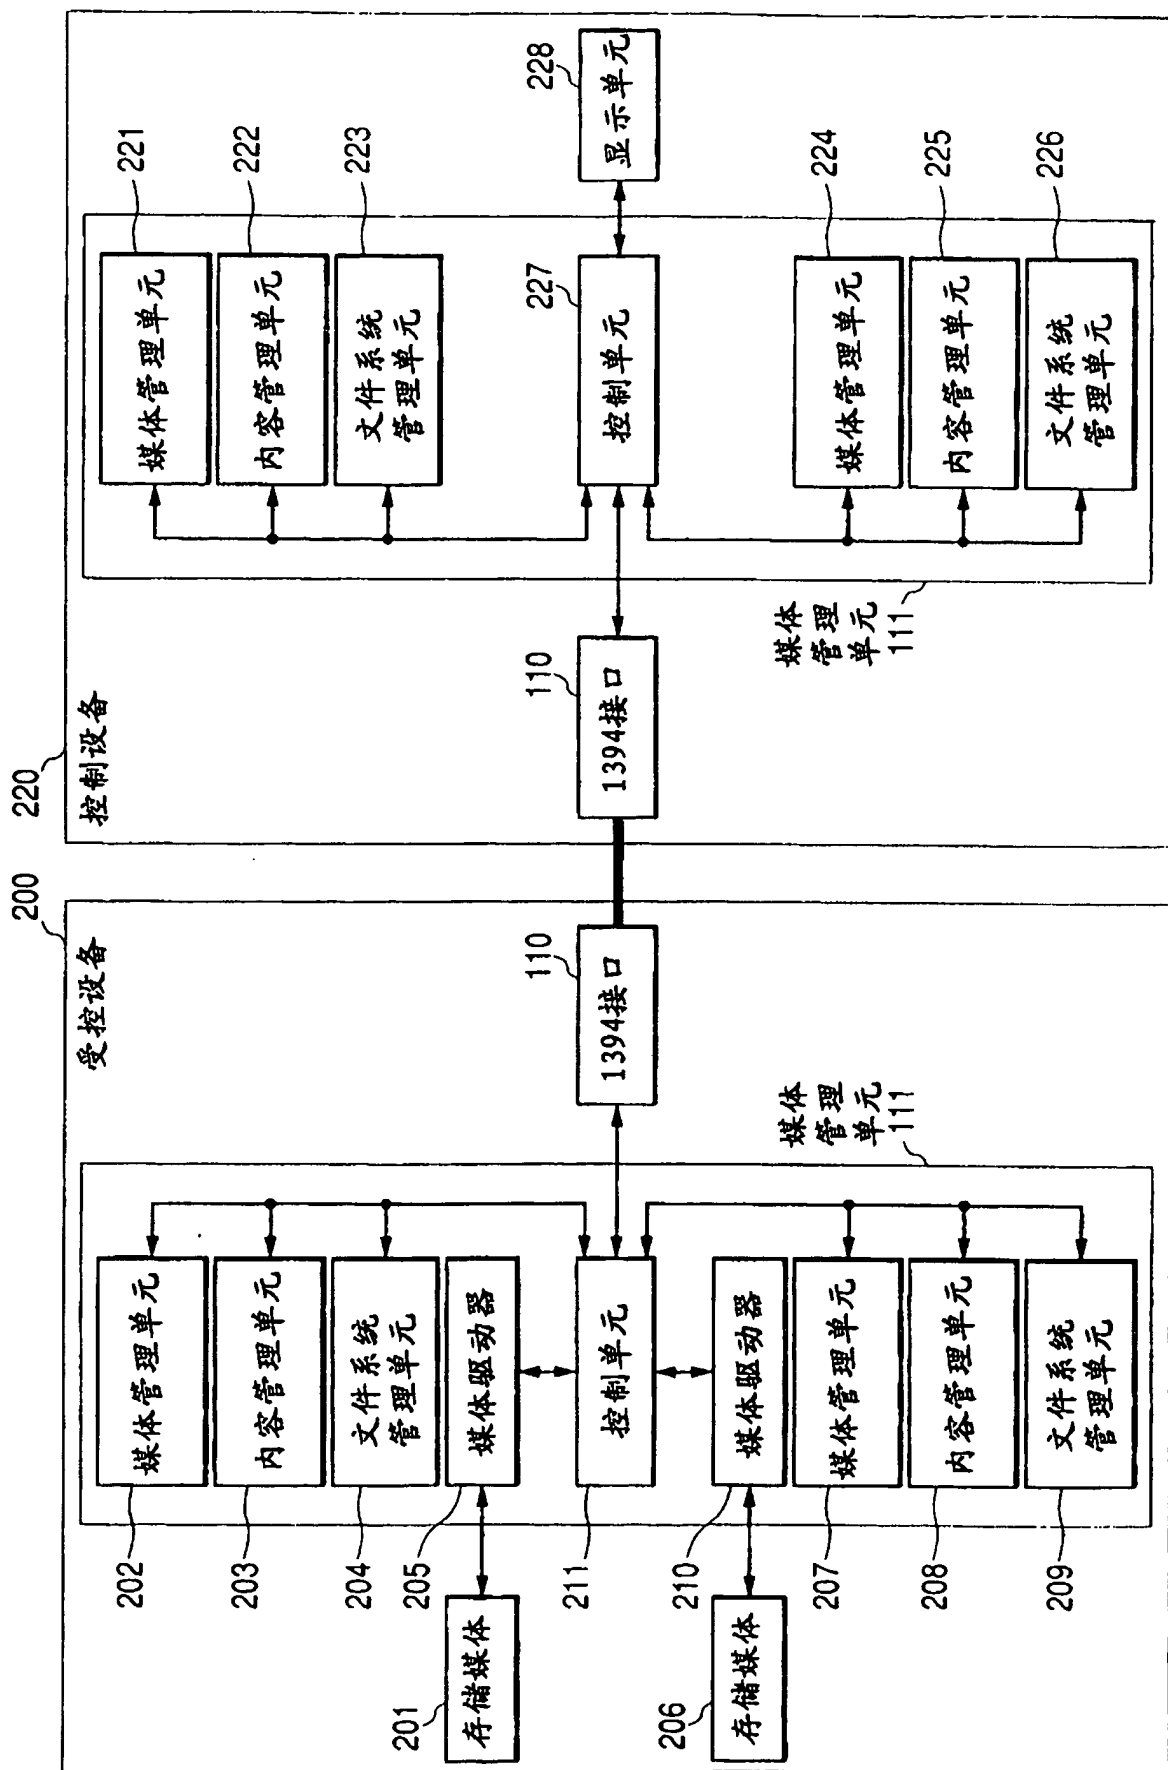 200
受控设备
220
控制设备
202
媒体管理单元
203
内容管理单元
204
文件系统
管理单元
205
媒体驱动器
201
存储媒体
211
控制单元
210
媒体驱动器
206
存储媒体
207
媒体管理单元
208
内容管理单元
209
文件系统
管理单元
媒体
管理
单元
111
110
1394接口
110
1394接口
221
媒体管理单元
222
内容管理单元
223
文件系统
管理单元
227
控制单元
228
显示单元
224
媒体管理单元
225
内容管理单元
226
文件系统
管理单元
媒体
管理
单元
111